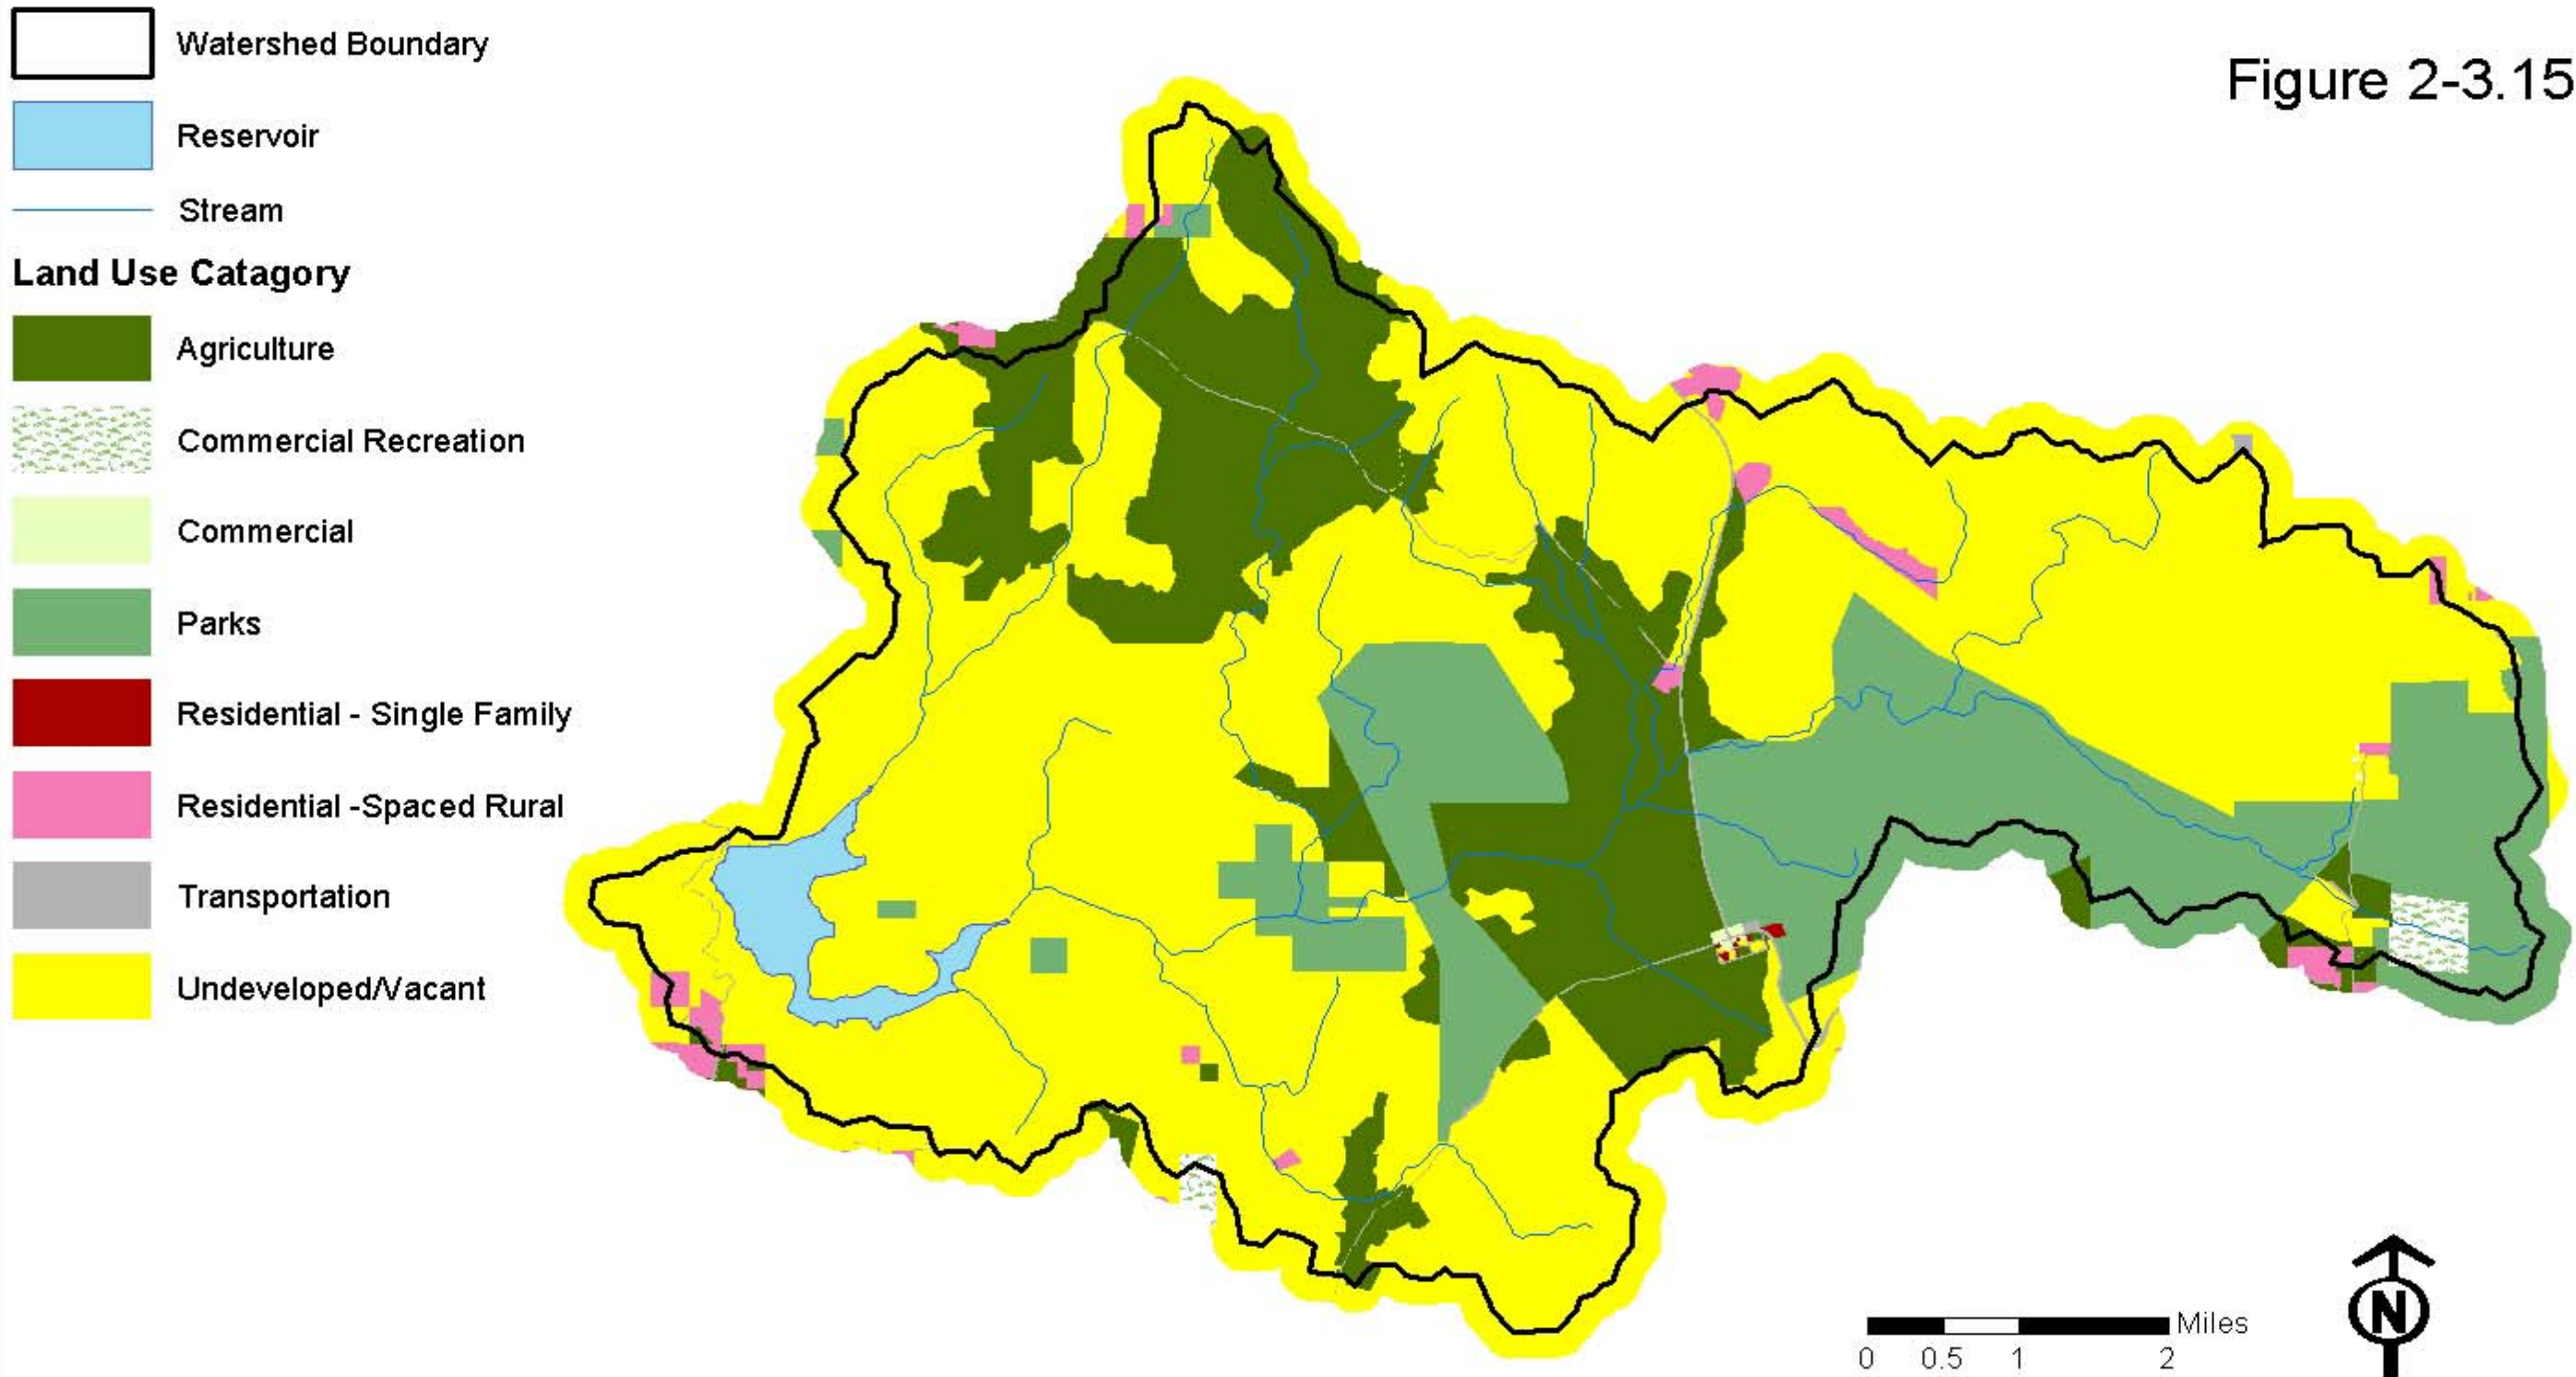 Watershed Boundary
Reservoir
Stream
Land Use Catagory
Agriculture
Commercial Recreation
Commercial
Parks
Residential - Single Family
Residential -Spaced Rural
Transportation
Undeveloped/Vacant
Figure 2-3.15
Miles
0 0.5 1 2
N